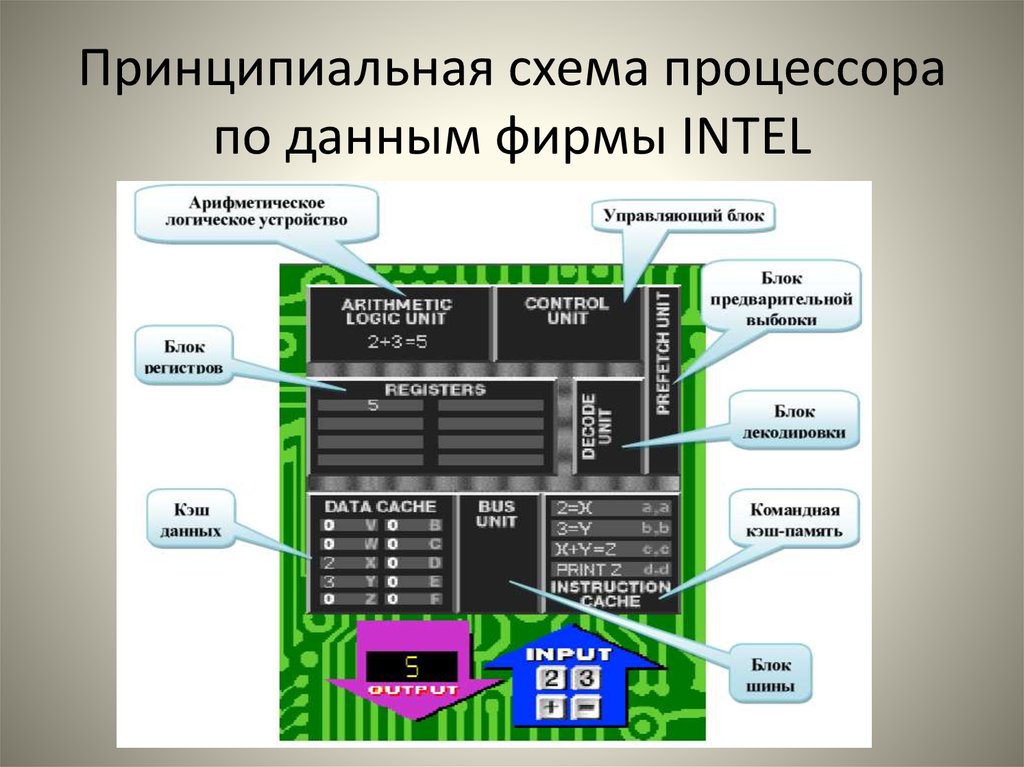 Принципиальная схема процессора
по данным фирмы INTEL
Арифметическое
логическое устройство
Управляющий блок
Блок
предварительной
выборки
ARITHMETIC
LOGIC UNIT
2+3=5
CONTROL
UNIT
PREFETCH UNIT
Блок
регистров
REGISTERS
5
DECODE
UNIT
Блок
декодировки
Кэш
данных
DATA CACHE
0 V 0 B
0 W 0 C
2 X 0 D
3 Y 0 E
0 Z 0 F
BUS
UNIT
2=X a,a
3=Y b,b
X+Y=Z c,c
PRINT Z d,d
INSTRUCTION
CACHE
Командная
кэш-память
5
OUTPUT
INPUT
2 3
+ −
Блок
шины